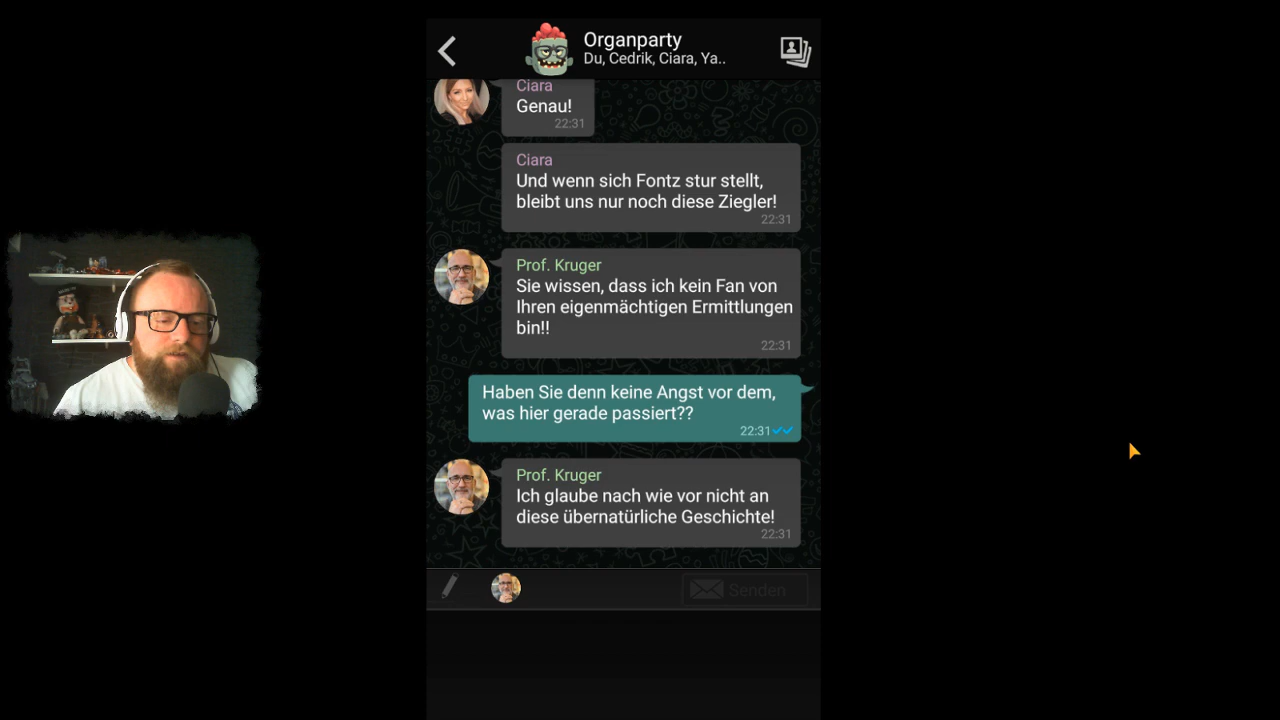 Organparty
Du, Cedrik, Ciara, Ya..
Ciara
Genau!
22:31
Ciara
Und wenn sich Fontz stur stellt,
bleibt uns nur noch diese Ziegler!
22:31
Prof. Kruger
Sie wissen, dass ich kein Fan von
Ihren eigenmächtigen Ermittlungen
bin!!
22:31
Haben Sie denn keine Angst vor dem,
was hier gerade passiert??
22:31
Prof. Kruger
Ich glaube nach wie vor nicht an
diese übernatürliche Geschichte!
22:31
Senden